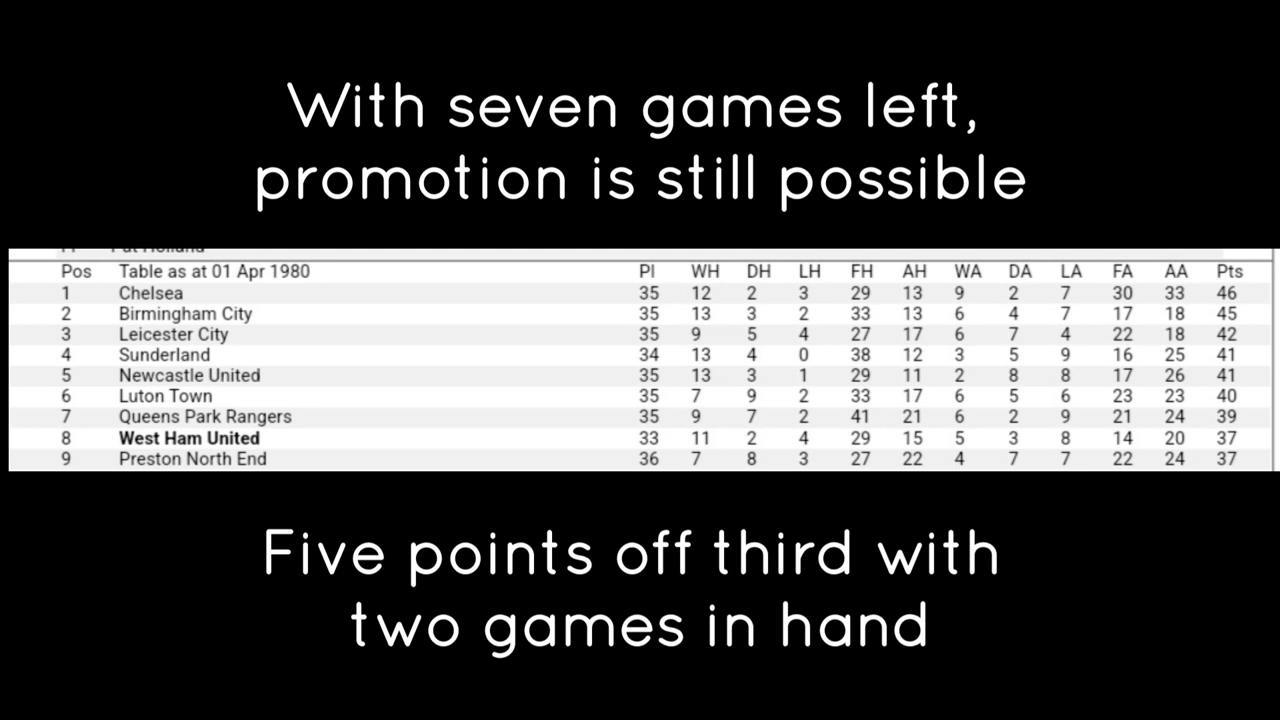 With seven games left,
promotion is still possible
Pos Table as at 01 Apr 1980 Pl WH DH LH FH AH WA DA LA FA AA Pts
1 Chelsea 35 12 2 3 29 13 9 2 7 30 33 46
2 Birmingham City 35 13 3 2 33 13 6 4 7 17 18 45
3 Leicester City 35 9 5 4 27 17 6 7 4 22 18 42
4 Sunderland 34 13 4 0 38 12 3 5 9 16 25 41
5 Newcastle United 35 13 3 1 29 11 2 8 8 17 26 41
6 Luton Town 35 7 9 2 33 17 6 5 6 23 23 40
7 Queens Park Rangers 35 9 7 2 41 21 6 2 9 21 24 39
8 West Ham United 33 11 2 4 29 15 5 3 8 14 20 37
9 Preston North End 36 7 8 3 27 22 4 7 7 22 24 37
Five points off third with
two games in hand